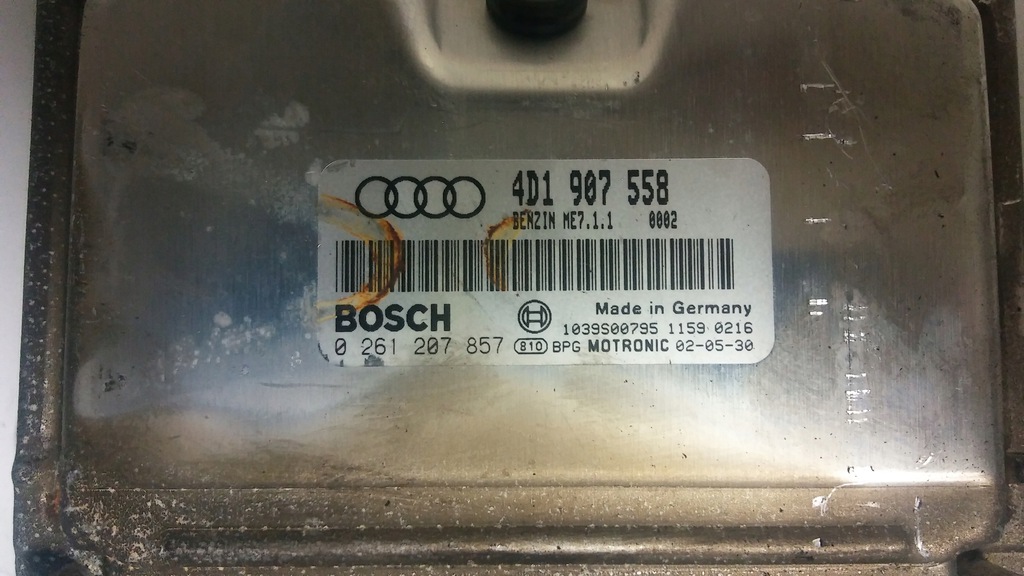 4D1 907 558
BENZIN ME7.1.1 0002
BOSCH
Made in Germany
1039S00795 1159 0216
0 261 207 857 810 BPG MOTRONIC 02-05-30